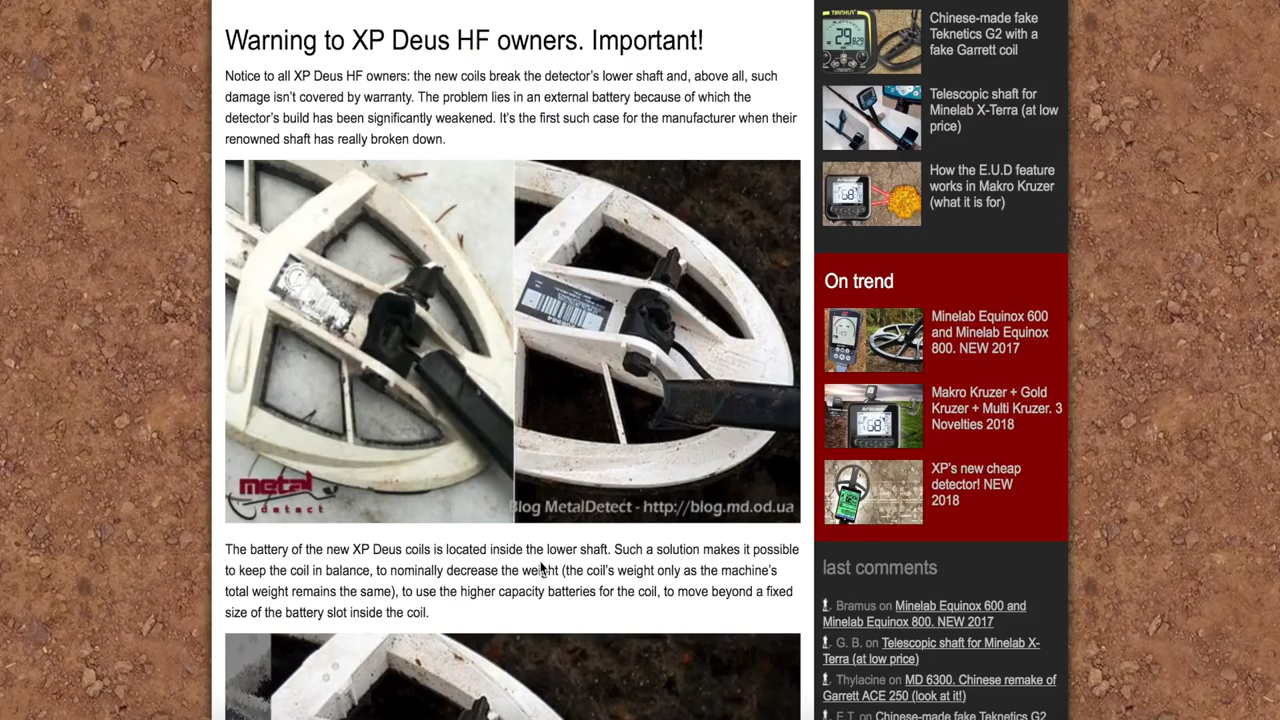 Warning to XP Deus HF owners. Important!
Notice to all XP Deus HF owners: the new coils break the detector's lower shaft and, above all, such
damage isn't covered by warranty. The problem lies in an external battery because of which the
detector's build has been significantly weakened. It's the first such case for the manufacturer when their
renowned shaft has really broken down.
metal
detect
Blog MetalDetect - http://blog.md.od.ua
The battery of the new XP Deus coils is located inside the lower shaft. Such a solution makes it possible
to keep the coil in balance, to nominally decrease the weight (the coil's weight only as the machine's
total weight remains the same), to use the higher capacity batteries for the coil, to move beyond a fixed
size of the battery slot inside the coil.
Chinese-made fake
Teknetics G2 with a
fake Garrett coil
Telescopic shaft for
Minelab X-Terra (at low
price)
How the E.U.D feature
works in Makro Kruzer
(what it is for)
On trend
Minelab Equinox 600
and Minelab Equinox
800. NEW 2017
Makro Kruzer + Gold
Kruzer + Multi Kruzer. 3
Novelties 2018
XP's new cheap
detector! NEW
2018
last comments
Bramus on Minelab Equinox 600 and
Minelab Equinox 800. NEW 2017
G. B. on Telescopic shaft for Minelab X-
Terra (at low price)
Thylacine on MD 6300. Chinese remake of
Garrett ACE 250 (look at it!)
E.T. on Chinese-made fake Teknetics G2